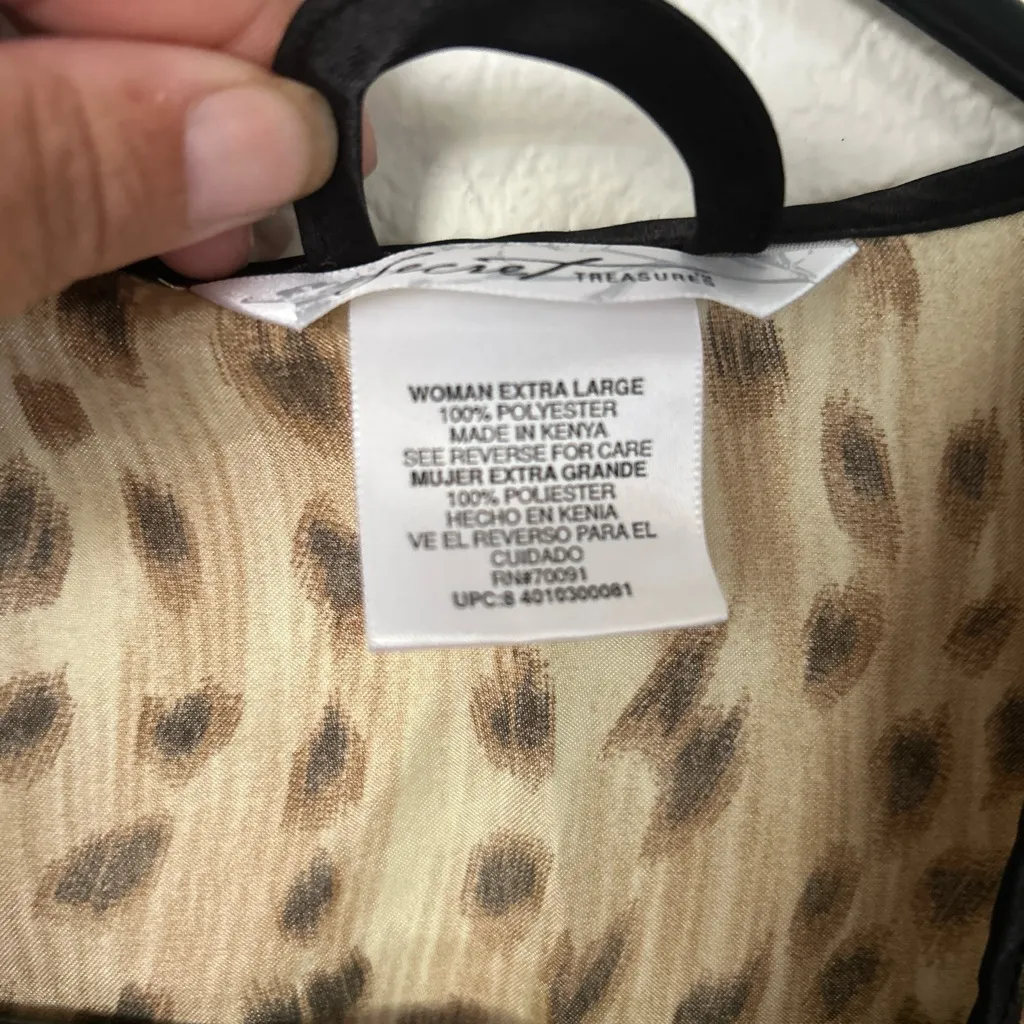 Secret TREASURES
WOMAN EXTRA LARGE
100% POLYESTER
MADE IN KENYA
SEE REVERSE FOR CARE
MUJER EXTRA GRANDE
100% POLIESTER
HECHO EN KENIA
VE EL REVERSO PARA EL
CUIDADO
RN#70091
UPC:8 4010300081